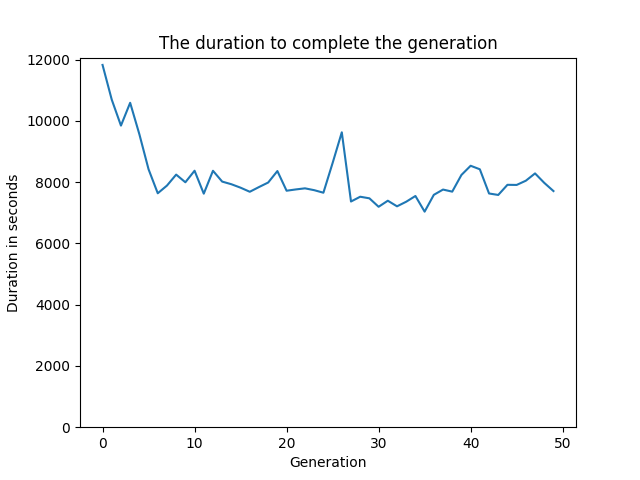 The duration to complete the generation
12000
10000
8000
6000
4000
2000
0
Duration in seconds
0 10 20 30 40 50
Generation